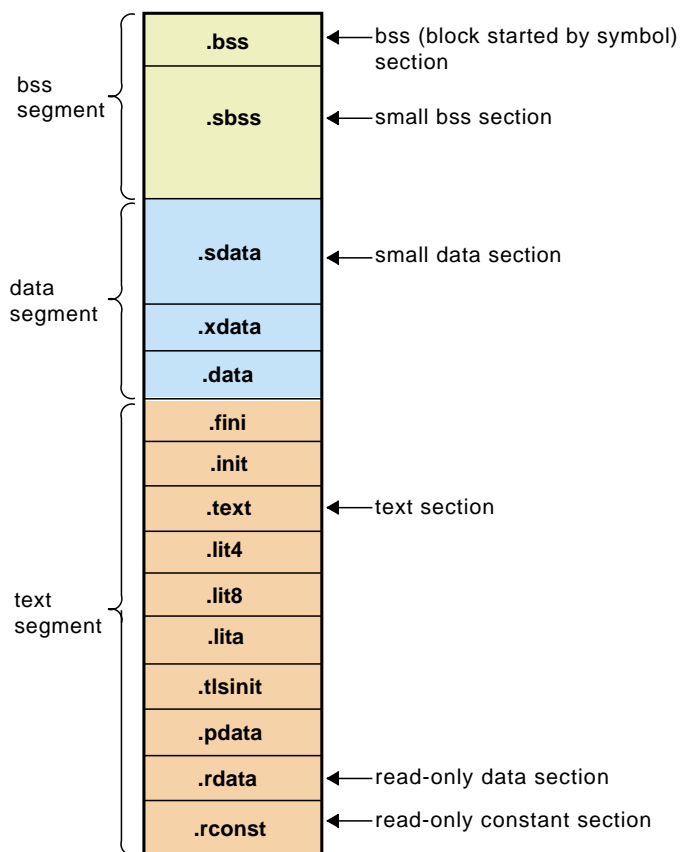 .bss
bss (block started by symbol)
section
bss
segment
.sbss
small bss section
.sdata
small data section
data
segment
.xdata
.data
.fini
.init
.text
text section
.lit4
.lit8
text
segment
.lita
.tlsinit
.pdata
.rdata
read-only data section
.rconst
read-only constant section